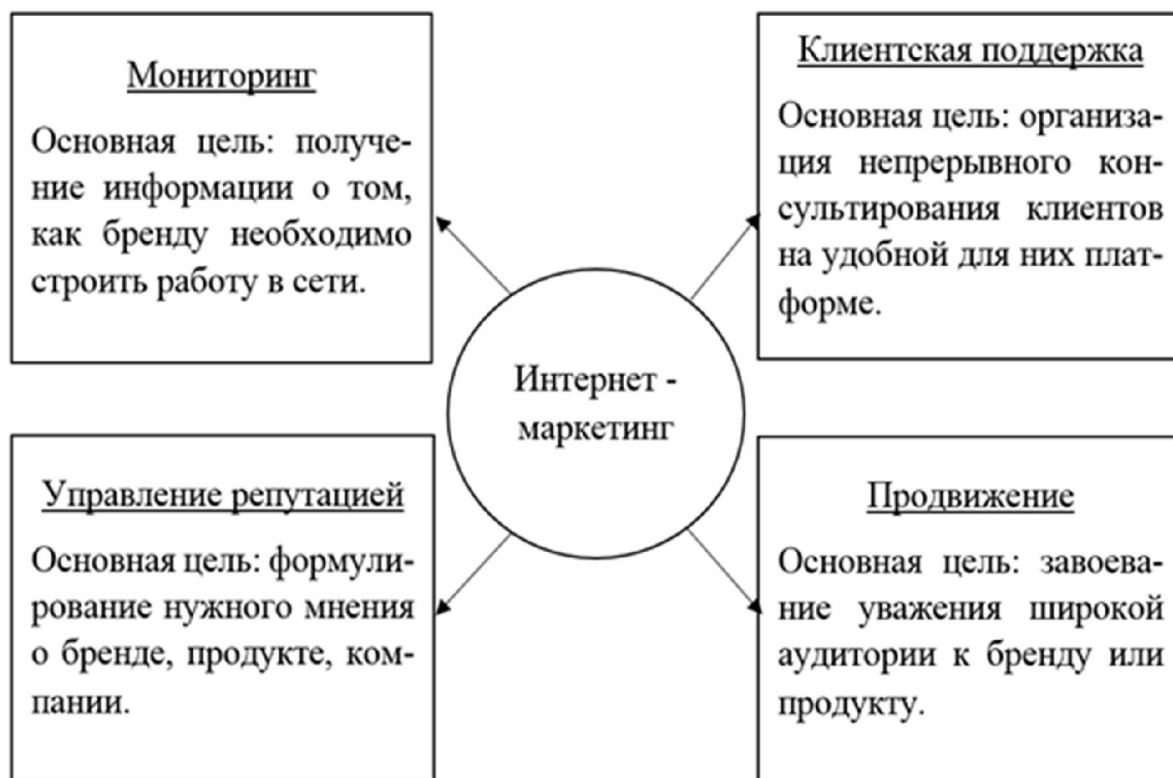 Мониторинг
Основная цель: получе-
ние информации о том,
как бренду необходимо
строить работу в сети.
Клиентская поддержка
Основная цель: организа-
ция непрерывного кон-
сультирования клиентов
на удобной для них плат-
форме.
Интернет -
маркетинг
Управление репутацией
Основная цель: формули-
рование нужного мнения
о бренде, продукте, ком-
пании.
Продвижение
Основная цель: завоева-
ние уважения широкой
аудитории к бренду или
продукту.